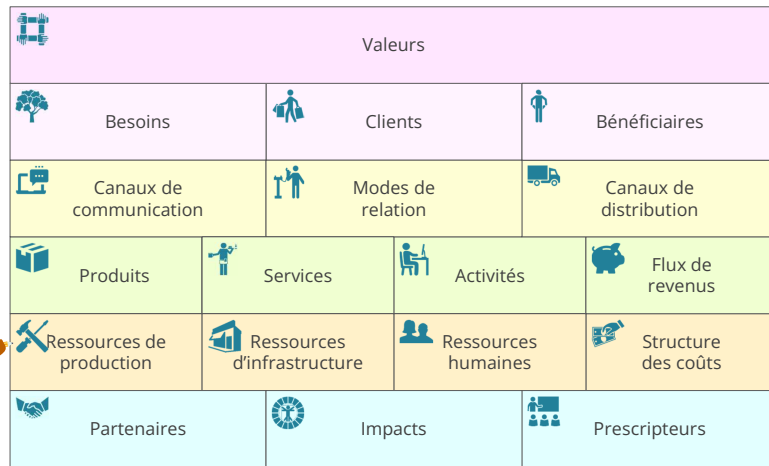 Valeurs
Besoins
Clients
Bénéficiaires
Canaux de
communication
Modes de
relation
Canaux de
distribution
Produits
Services
Activités
Flux de
revenus
Ressources de
production
Ressources
d’infrastructure
Ressources
humaines
Structure
des coûts
Partenaires
Impacts
Prescripteurs